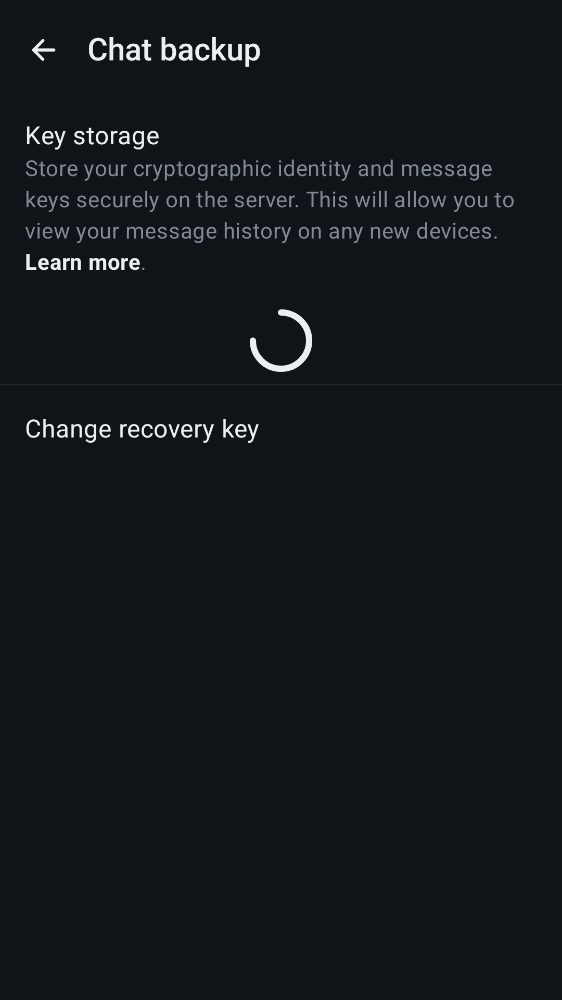 Chat backup
Key storage
Store your cryptographic identity and message
keys securely on the server. This will allow you to
view your message history on any new devices.
Learn more.
Change recovery key